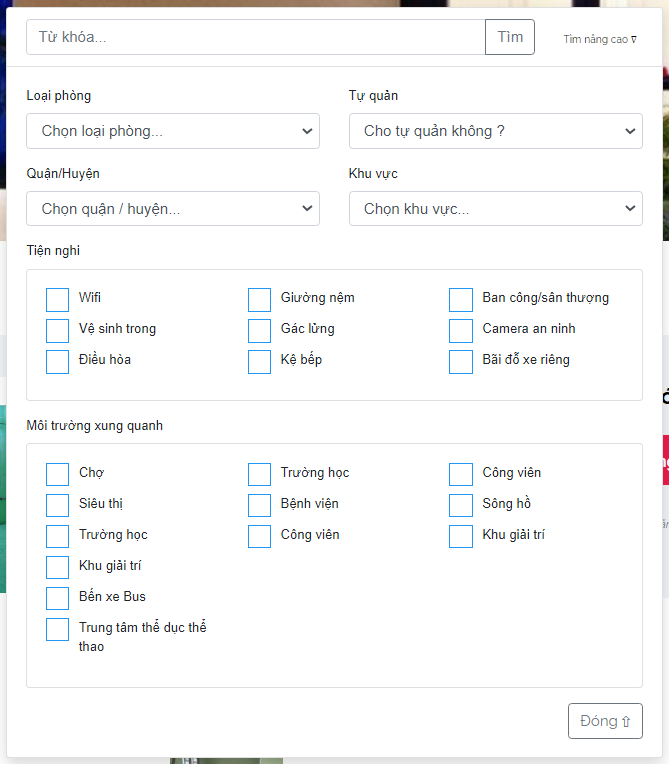 Từ khóa...
Tìm
Tìm nâng cao ∇
Loại phòng
Tự quản
Chọn loại phòng...
Cho tự quản không ?
Quận/Huyện
Khu vực
Chọn quận / huyện...
Chọn khu vực...
Tiện nghi
Wifi
Giường nệm
Ban công/sân thượng
Vệ sinh trong
Gác lửng
Camera an ninh
Điều hòa
Kệ bếp
Bãi đỗ xe riêng
Môi trường xung quanh
Chợ
Trường học
Công viên
Siêu thị
Bệnh viện
Sông hồ
Trường học
Công viên
Khu giải trí
Khu giải trí
Bến xe Bus
Trung tâm thể dục thể
thao
Đóng ⇧